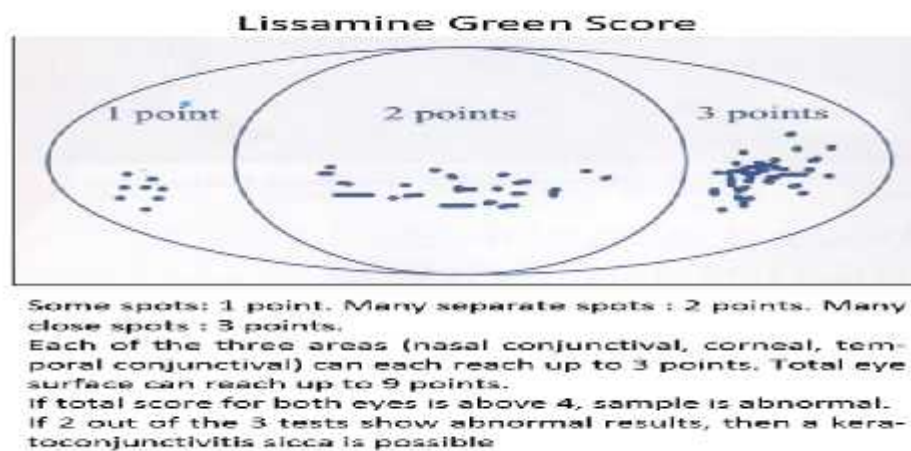 Lissamine Green Score
1 point
2 points
3 points
Some spots: 1 point. Many separate spots : 2 points. Many
close spots : 3 points.
Each of the three areas (nasal conjunctival, corneal, tem-
poral conjunctival) can each reach up to 3 points. Total eye
surface can reach up to 9 points.
If total score for both eyes is above 4, sample is abnormal.
If 2 out of the 3 tests show abnormal results, then a kera-
toconjunctivitis sicca is possible